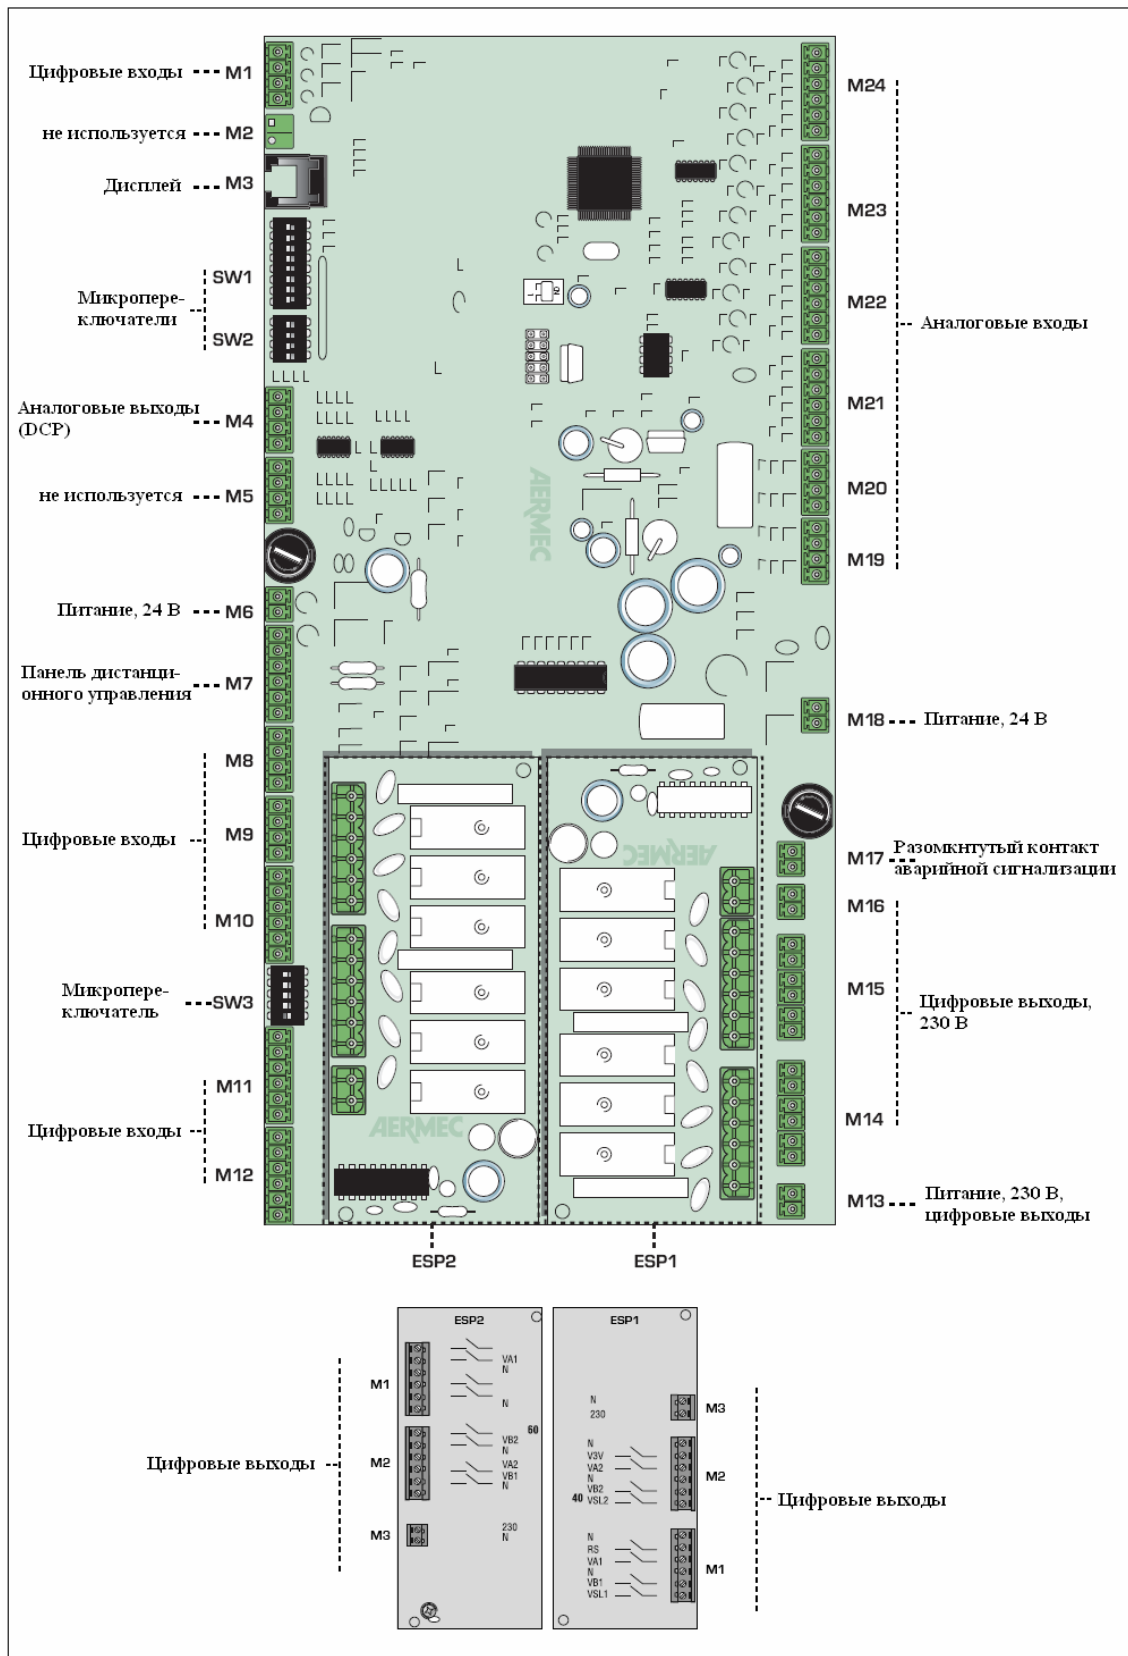 Цифровые входы
M1
не используется
M2
Дисплей
M3
SW1
Микропере-
ключатели
SW2
Аналоговые выходы
(DCP)
M4
не используется
M5
Питание, 24 В
M6
Панель дистанци-
онного управления
M7
M8
Цифровые входы
M9
M10
Микропере-
ключатель
SW3
M11
Цифровые входы
M12
M24
M23
M22
Аналоговые входы
M21
M20
M19
M18
Питание, 24 В
M17
Разомкнтутый контакт
аварийной сигнализации
M16
M15
Цифровые выходы,
230 В
M14
M13
Питание, 230 В,
цифровые выходы
AERMEC
AERMEC
AERMEC
ESP2
ESP1
ESP2
M1
VA1
N
N
60
M2
VB2
N
VA2
VB1
N
M3
230
N
Цифровые выходы
ESP1
N
230
M3
N
V3V
VA2
N
VB2
40 VSL2
M2
N
RS
VA1
N
VB1
VSL1
M1
Цифровые выходы